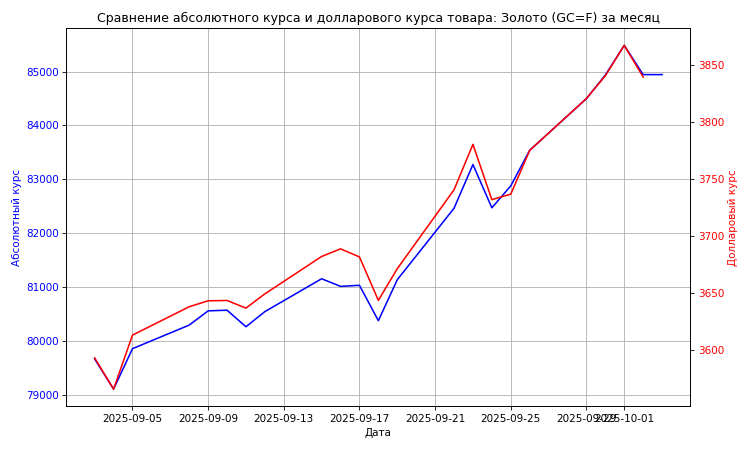 Сравнение абсолютного курса и долларового курса товара: Золото (GC=F) за месяц
Абсолютный курс
85000
84000
83000
82000
81000
80000
79000
3850
3800
3750
3700
3650
3600
Долларовый курс
2025-09-05 2025-09-09 2025-09-13 2025-09-17 2025-09-21 2025-09-25 2025-09-29 2025-10-01
Дата